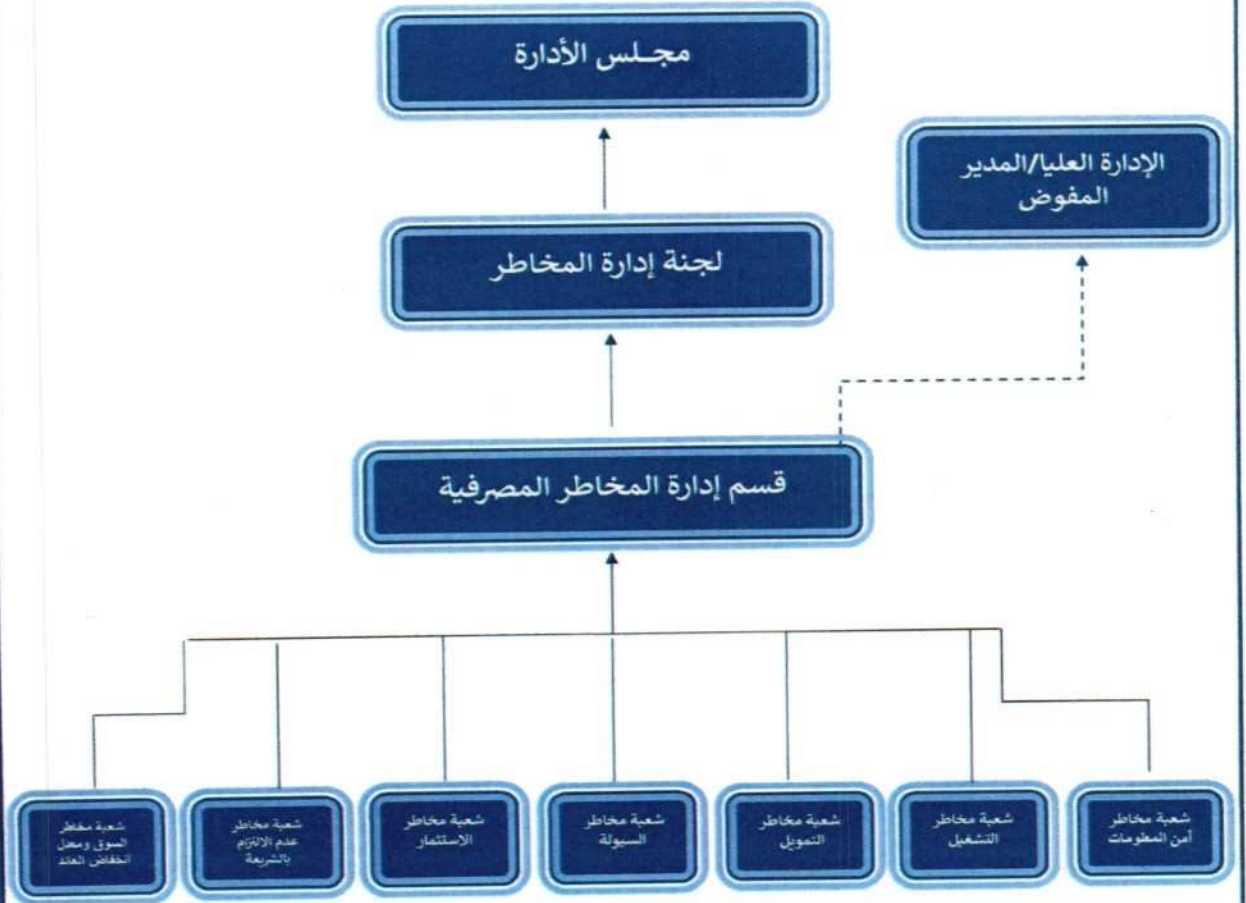 مجلس الأدارة
الإدارة العليا/المدير
المفوض
لجنة إدارة المخاطر
قسم إدارة المخاطر المصرفية
شعبة مخاطر
أمن المعلومات
شعبة مخاطر
التشغيل
شعبة مخاطر
التمويل
شعبة مخاطر
السيولة
شعبة مخاطر
الاستثمار
شعبة مخاطر
عدم الالتزام
بالشريعة
شعبة مخاطر
السوق ومعدل
انخفاض العائد